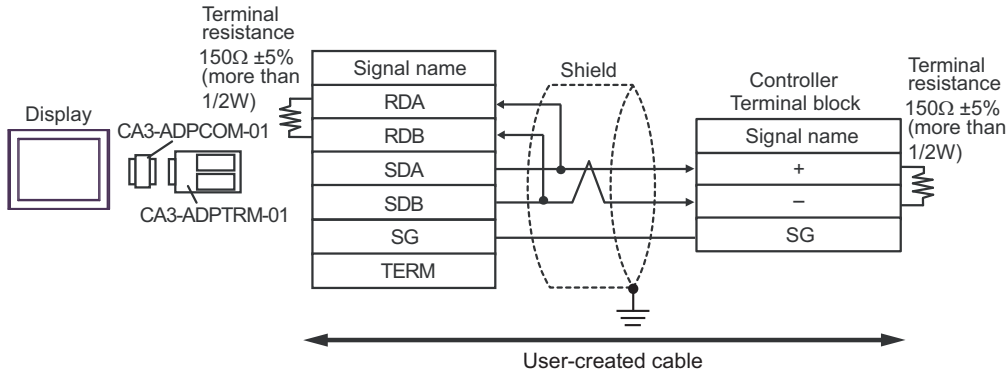 Terminal
resistance
150Ω ±5%
(more than
1/2W)
Display
CA3-ADPCOM-01
CA3-ADPTRM-01
Signal name
RDA
RDB
SDA
SDB
SG
TERM
Shield
Controller
Terminal block
Signal name
+
−
SG
Terminal
resistance
150Ω ±5%
(more than
1/2W)
User-created cable